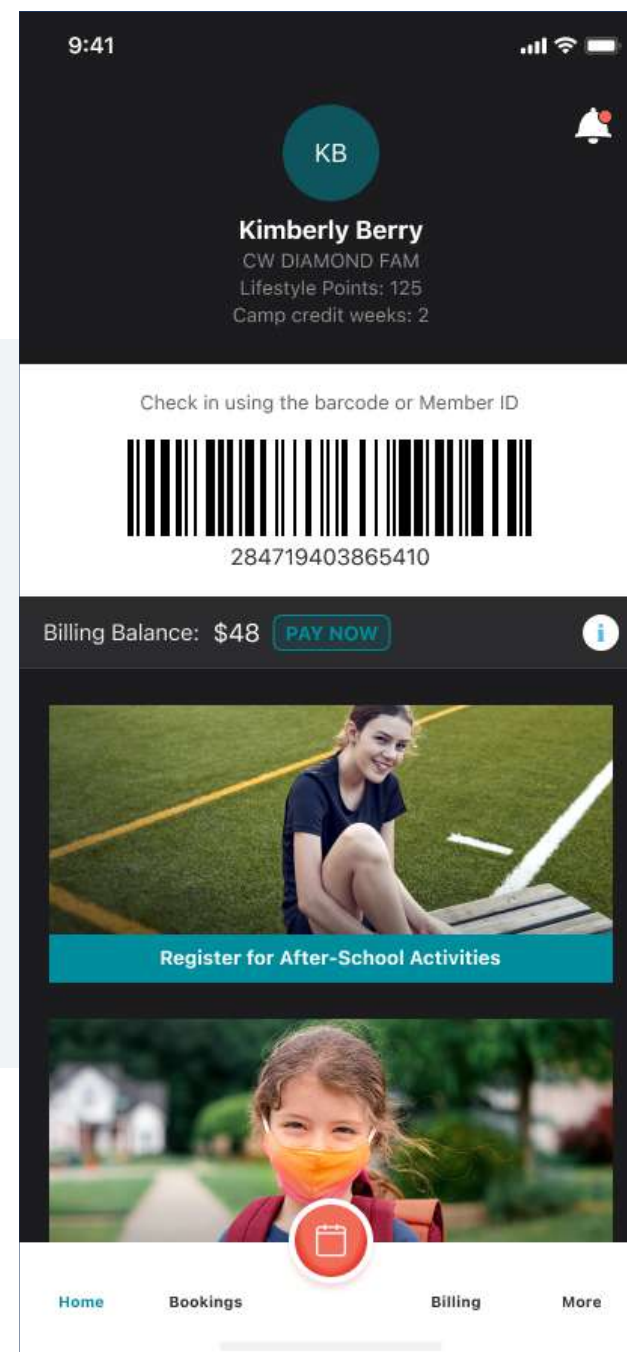 9:41
KB
Kimberly Berry
CW DIAMOND FAM
Lifestyle Points: 125
Camp credit weeks: 2
Check in using the barcode or Member ID
284719403865410
Billing Balance: $48 PAY NOW i
Register for After-School Activities
Home Bookings Billing More